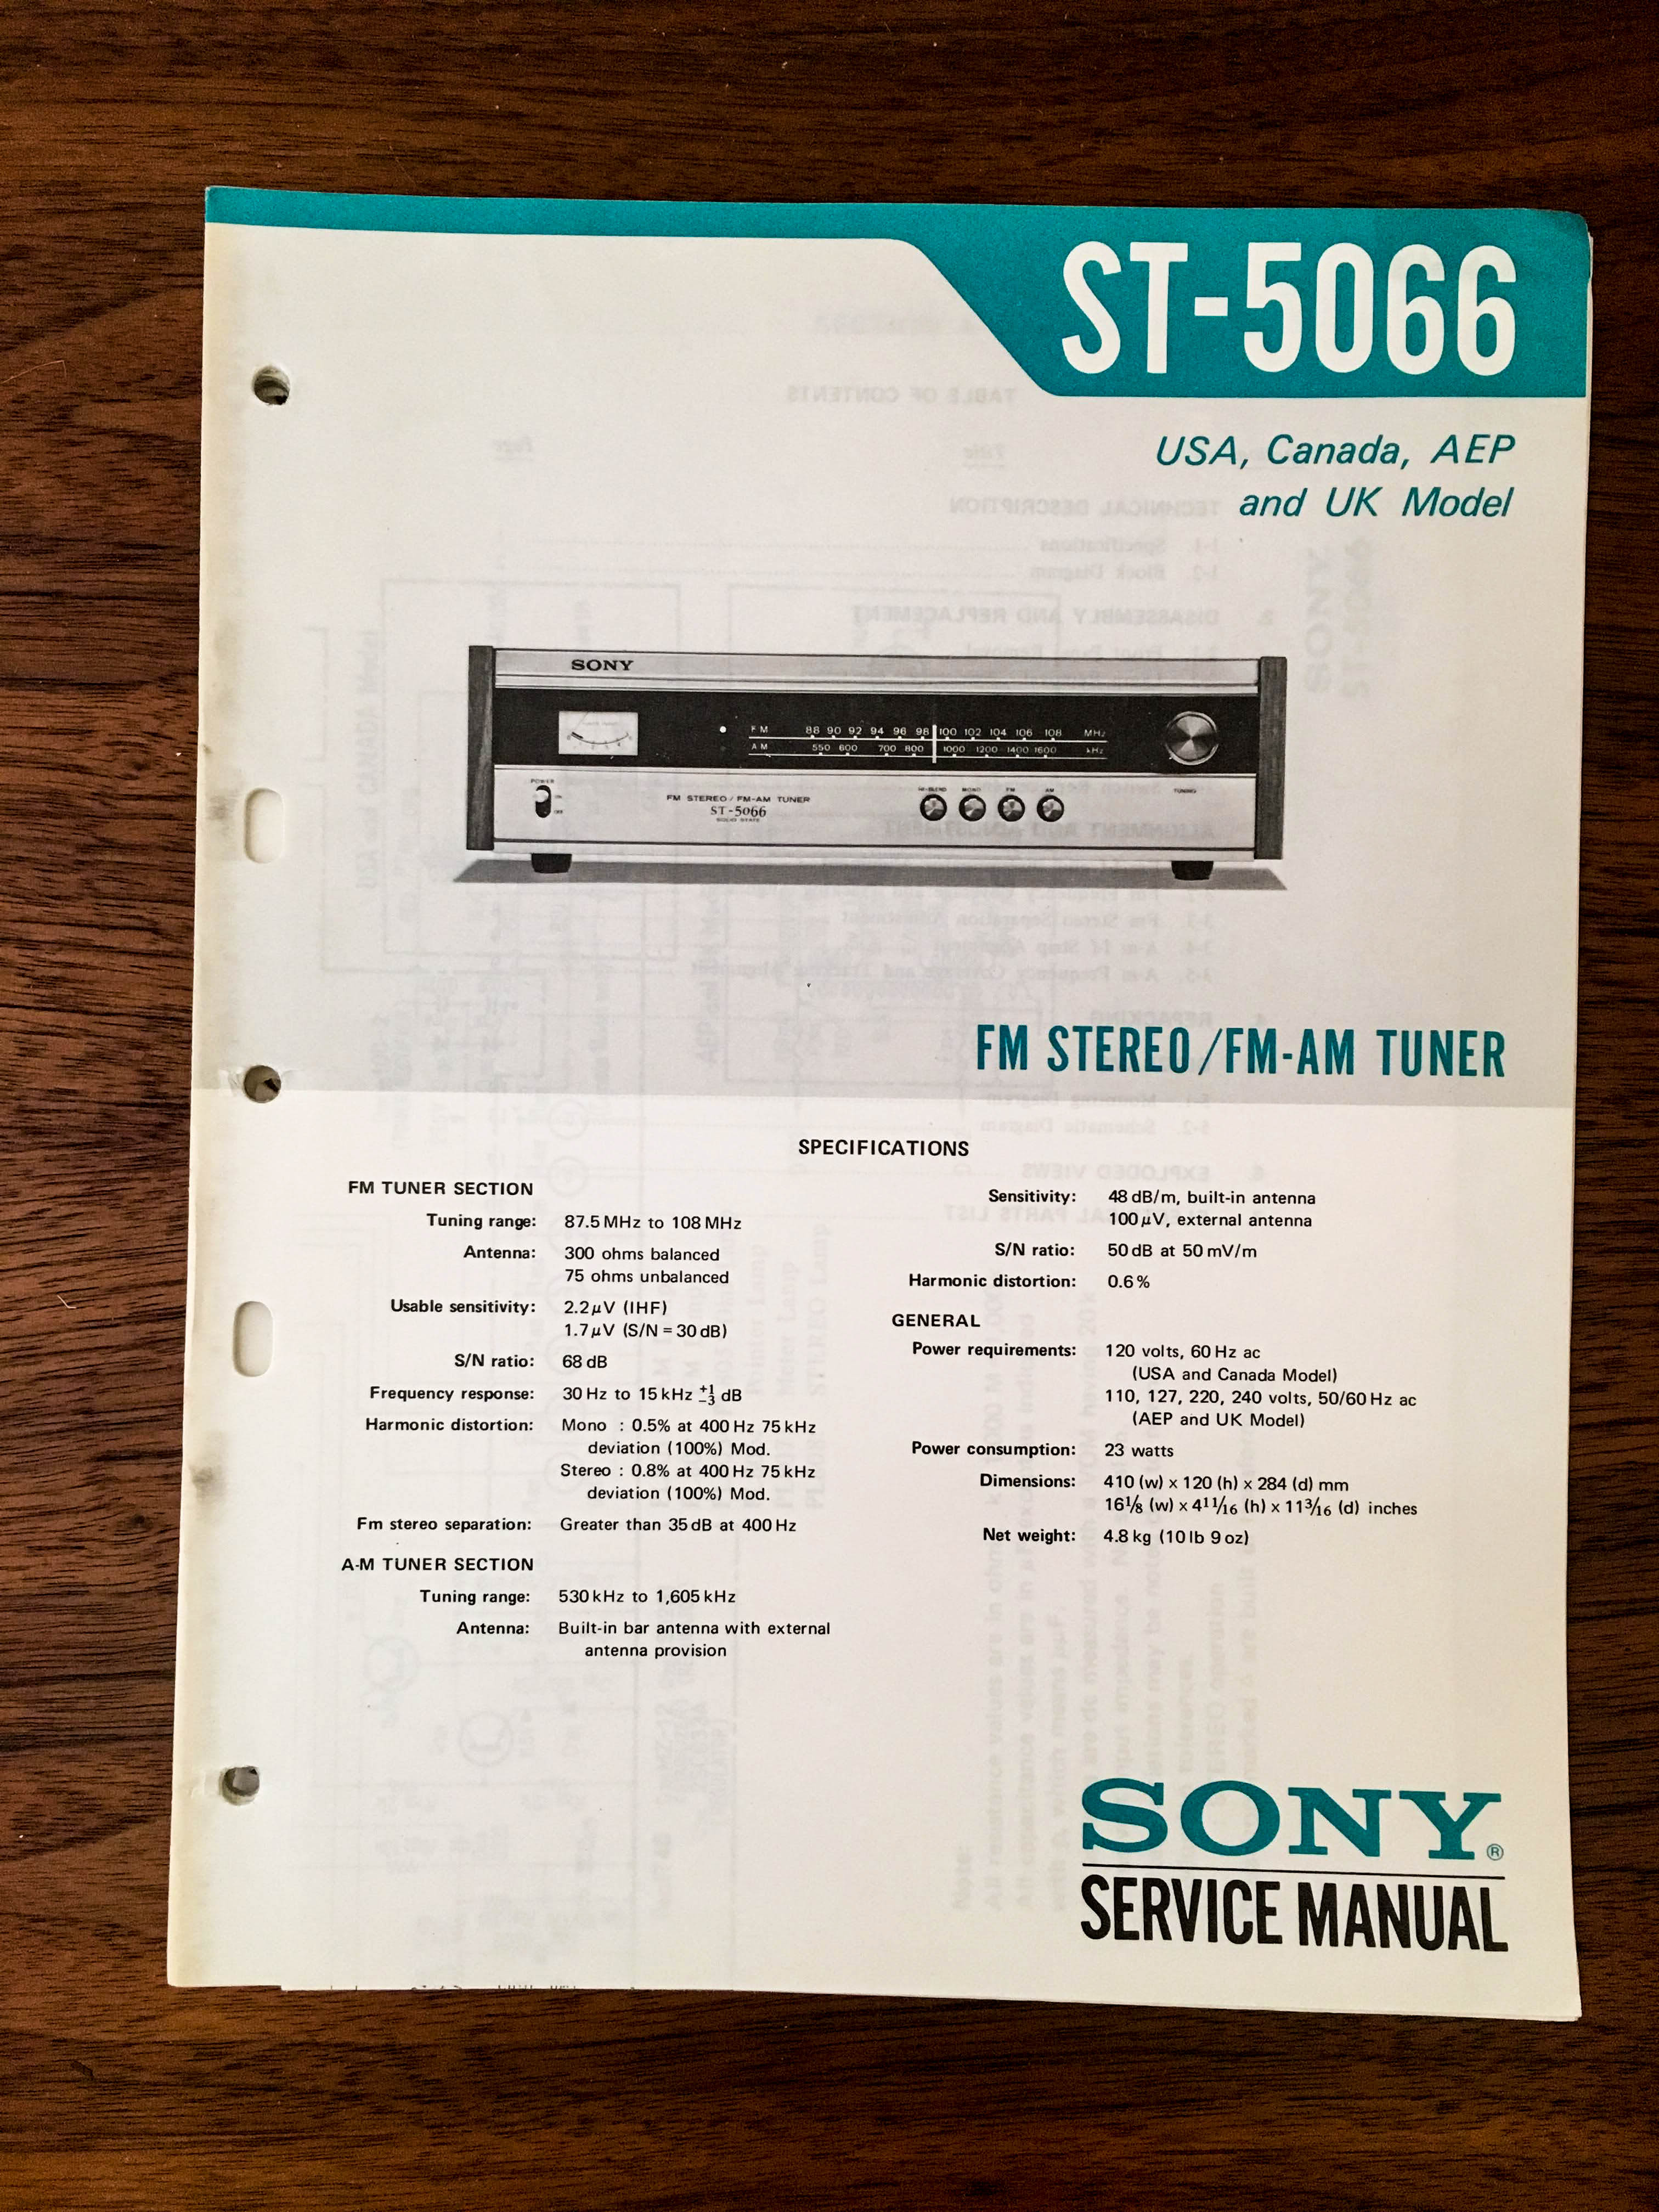 ST-5066
USA, Canada, AEP
and UK Model
SONY
FM 88 90 92 94 96 98 100 102 104 106 108 MHz
AM 550 600 700 800 1000 1200 1400 1600 kHz
POWER
ON
OFF
FM STEREO / FM-AM TUNER
ST-5066
SOLID STATE
HI-BLEND MONO FM AM
TUNING
FM STEREO/FM-AM TUNER
SPECIFICATIONS
FM TUNER SECTION
Tuning range: 87.5 MHz to 108 MHz
Antenna: 300 ohms balanced
75 ohms unbalanced
Usable sensitivity: 2.2 µV (IHF)
1.7 µV (S/N = 30 dB)
S/N ratio: 68 dB
Frequency response: 30 Hz to 15 kHz +1 −3 dB
Harmonic distortion: Mono : 0.5% at 400 Hz 75 kHz
deviation (100%) Mod.
Stereo : 0.8% at 400 Hz 75 kHz
deviation (100%) Mod.
Fm stereo separation: Greater than 35 dB at 400 Hz
A-M TUNER SECTION
Tuning range: 530 kHz to 1,605 kHz
Antenna: Built-in bar antenna with external
antenna provision
Sensitivity: 48 dB/m, built-in antenna
100 µV, external antenna
S/N ratio: 50 dB at 50 mV/m
Harmonic distortion: 0.6 %
GENERAL
Power requirements: 120 volts, 60 Hz ac
(USA and Canada Model)
110, 127, 220, 240 volts, 50/60 Hz ac
(AEP and UK Model)
Power consumption: 23 watts
Dimensions: 410 (w) x 120 (h) x 284 (d) mm
16 1/8 (w) x 4 11/16 (h) x 11 3/16 (d) inches
Net weight: 4.8 kg (10 lb 9 oz)
SONY®
SERVICE MANUAL